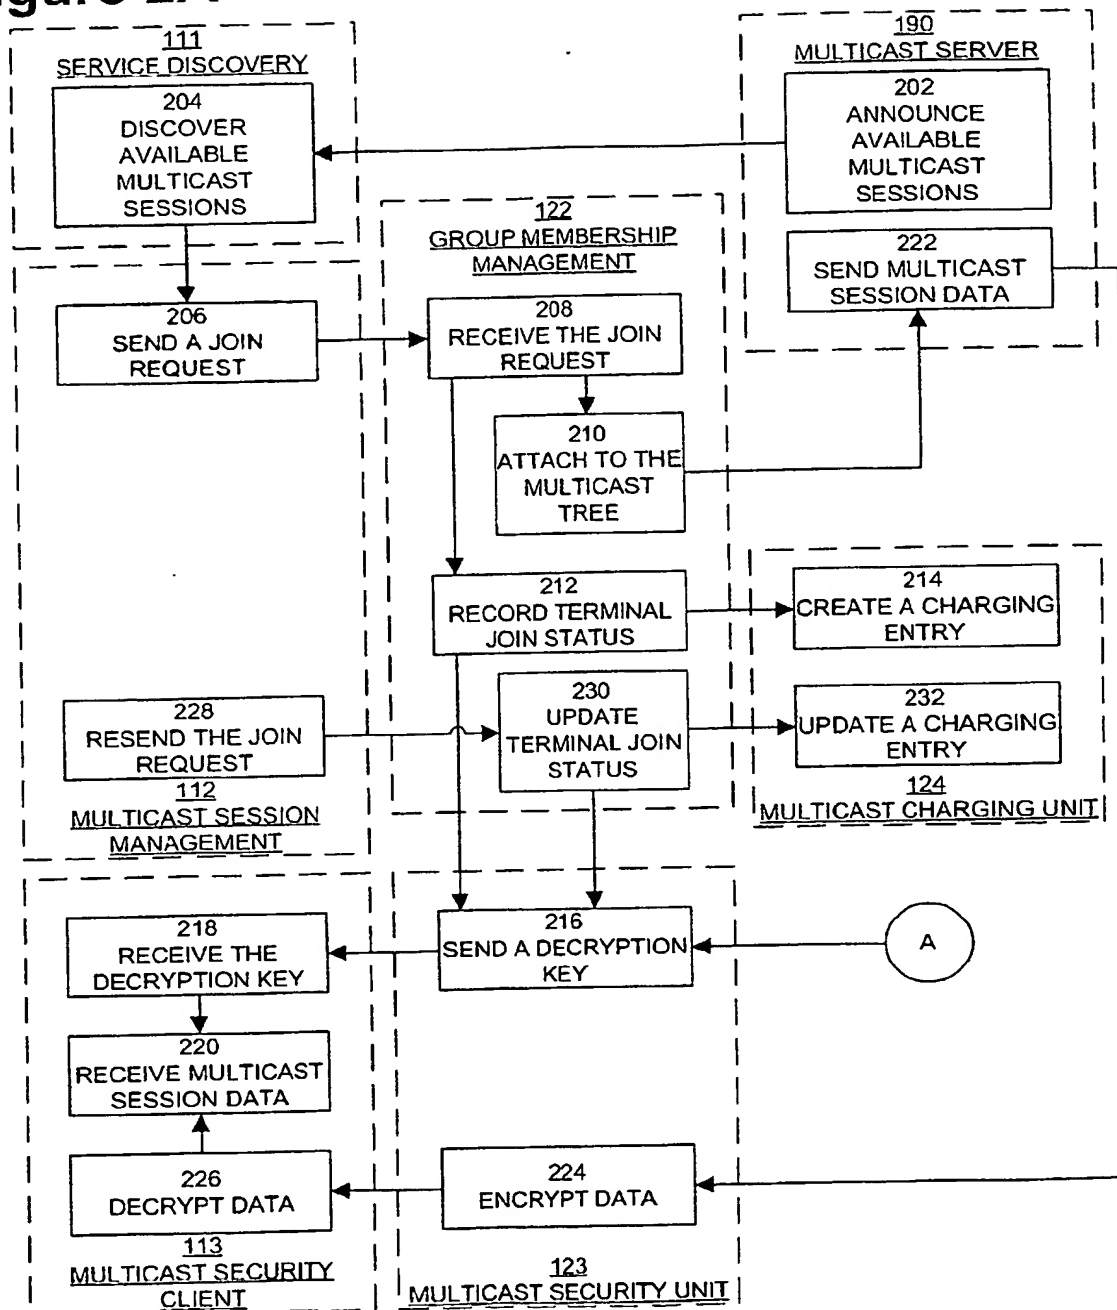 111
SERVICE DISCOVERY
204
DISCOVER
AVAILABLE
MULTICAST
SESSIONS
190
MULTICAST SERVER
202
ANNOUNCE
AVAILABLE
MULTICAST
SESSIONS
222
SEND MULTICAST
SESSION DATA
122
GROUP MEMBERSHIP
MANAGEMENT
206
SEND A JOIN
REQUEST
208
RECEIVE THE JOIN
REQUEST
210
ATTACH TO THE
MULTICAST
TREE
212
RECORD TERMINAL
JOIN STATUS
214
CREATE A CHARGING
ENTRY
228
RESEND THE JOIN
REQUEST
112
MULTICAST SESSION
MANAGEMENT
230
UPDATE
TERMINAL JOIN
STATUS
232
UPDATE A CHARGING
ENTRY
124
MULTICAST CHARGING UNIT
218
RECEIVE THE
DECRYPTION KEY
216
SEND A DECRYPTION
KEY
A
220
RECEIVE MULTICAST
SESSION DATA
226
DECRYPT DATA
224
ENCRYPT DATA
113
MULTICAST SECURITY
CLIENT
123
MULTICAST SECURITY UNIT